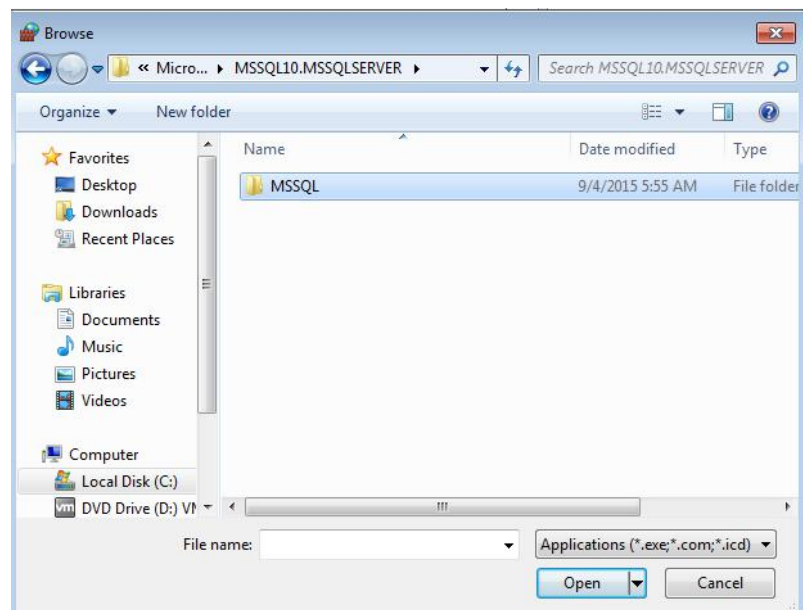 Browse
« Micro... ▸ MSSQL10.MSSQLSERVER ▸
Search MSSQL10.MSSQLSERVER
Organize ▾ New folder
Name Date modified Type
MSSQL 9/4/2015 5:55 AM File folder
Favorites
Desktop
Downloads
Recent Places
Libraries
Documents
Music
Pictures
Videos
Computer
Local Disk (C:)
vm DVD Drive (D:)
File name:
Applications (*.exe;*.com;*.icd)
Open Cancel